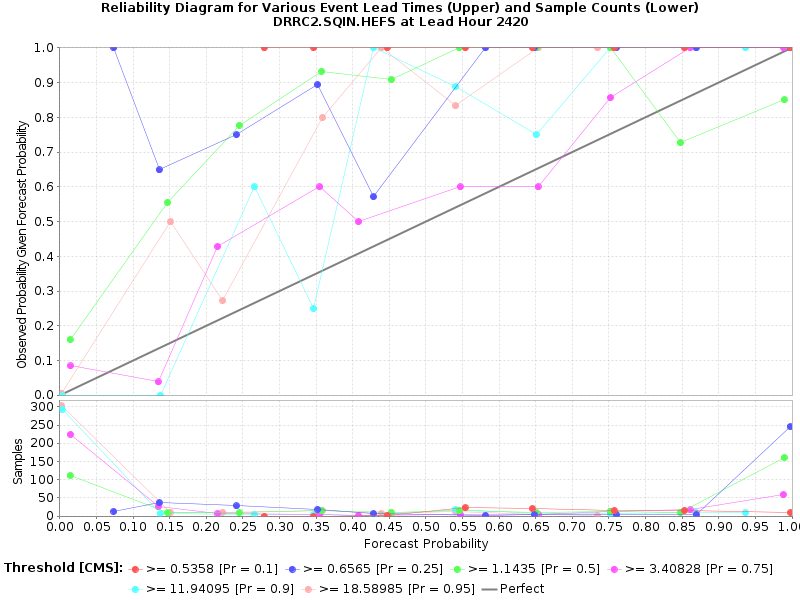 Reliability Diagram for Various Event Lead Times (Upper) and Sample Counts (Lower)
DRRC2.SQIN.HEFS at Lead Hour 2420
Observed Probability Given Forecast Probability
1.0
0.9
0.8
0.7
0.6
0.5
0.4
0.3
0.2
0.1
0.0
Samples
300
250
200
150
100
50
0
0.00 0.05 0.10 0.15 0.20 0.25 0.30 0.35 0.40 0.45 0.50 0.55 0.60 0.65 0.70 0.75 0.80 0.85 0.90 0.95 1.00
Forecast Probability
Threshold [CMS]: >= 0.5358 [Pr = 0.1] >= 0.6565 [Pr = 0.25] >= 1.1435 [Pr = 0.5] >= 3.40828 [Pr = 0.75]
>= 11.94095 [Pr = 0.9] >= 18.58985 [Pr = 0.95] Perfect